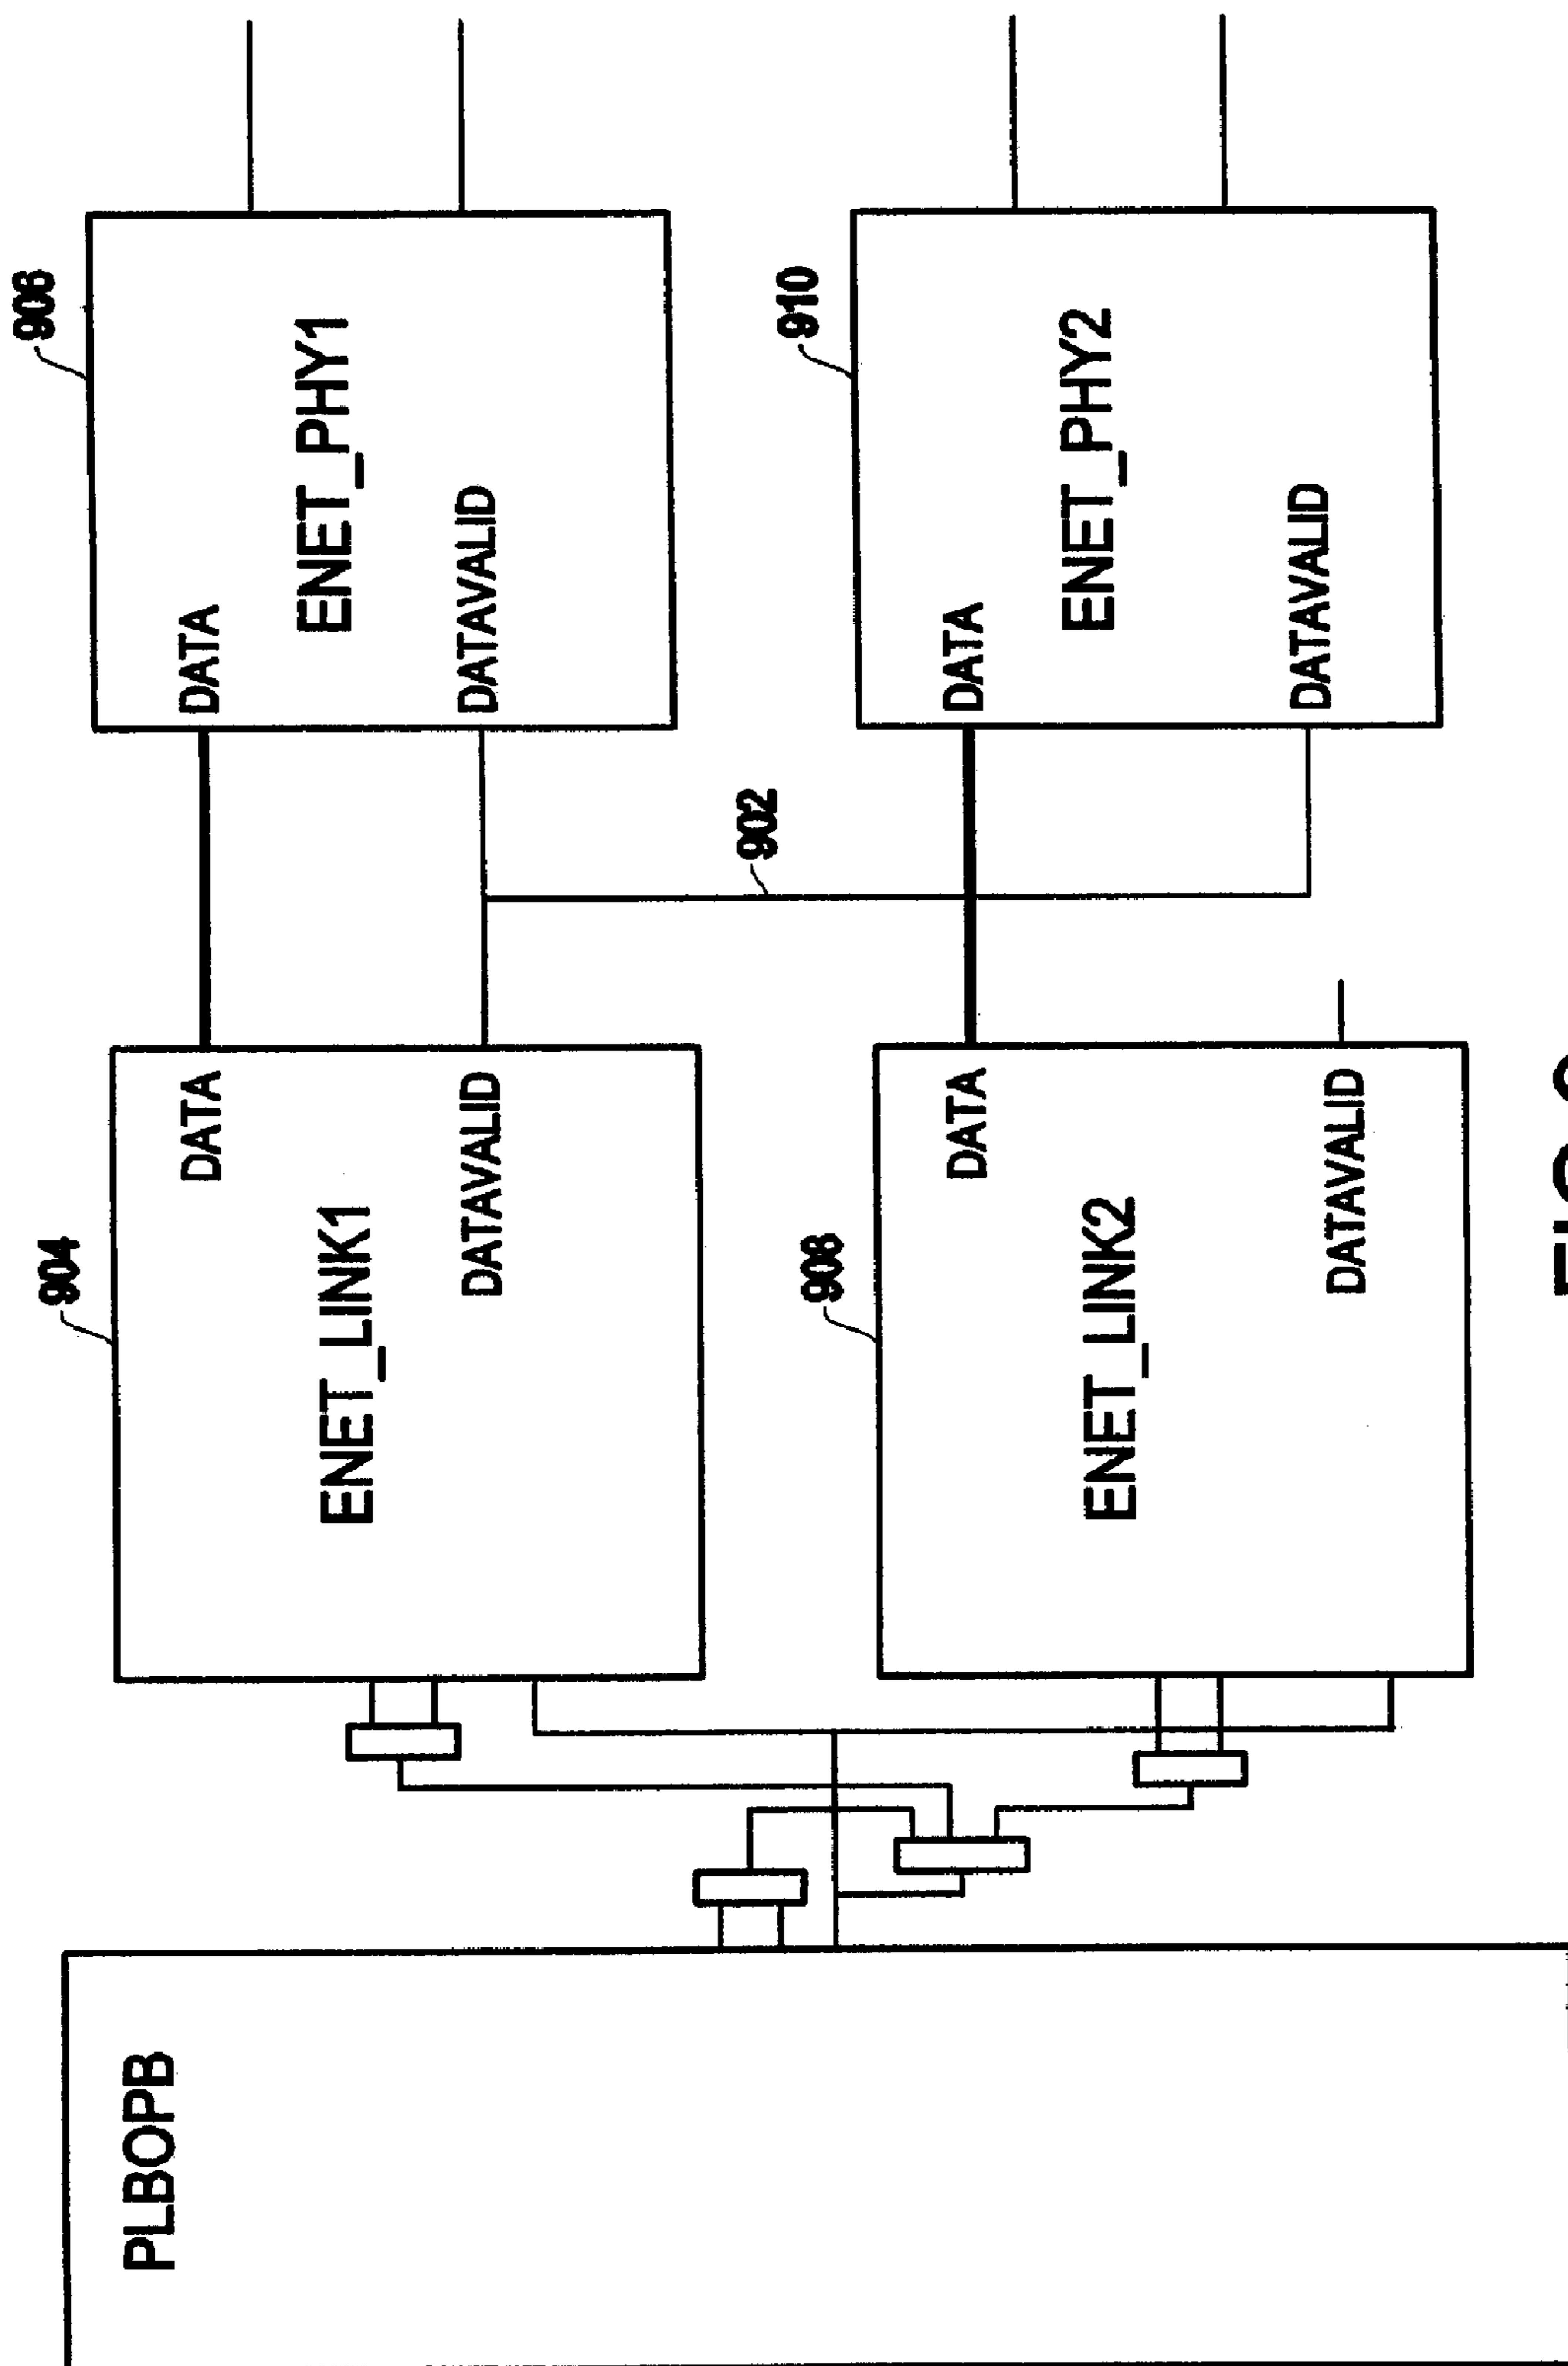 PLBOPB
904
ENET_LINK1
DATA
DATAVALID
906
DATA
ENET_PHY1
DATAVALID
902
908
ENET_LINK2
DATA
DATAVALID
910
DATA
ENET_PHY2
DATAVALID